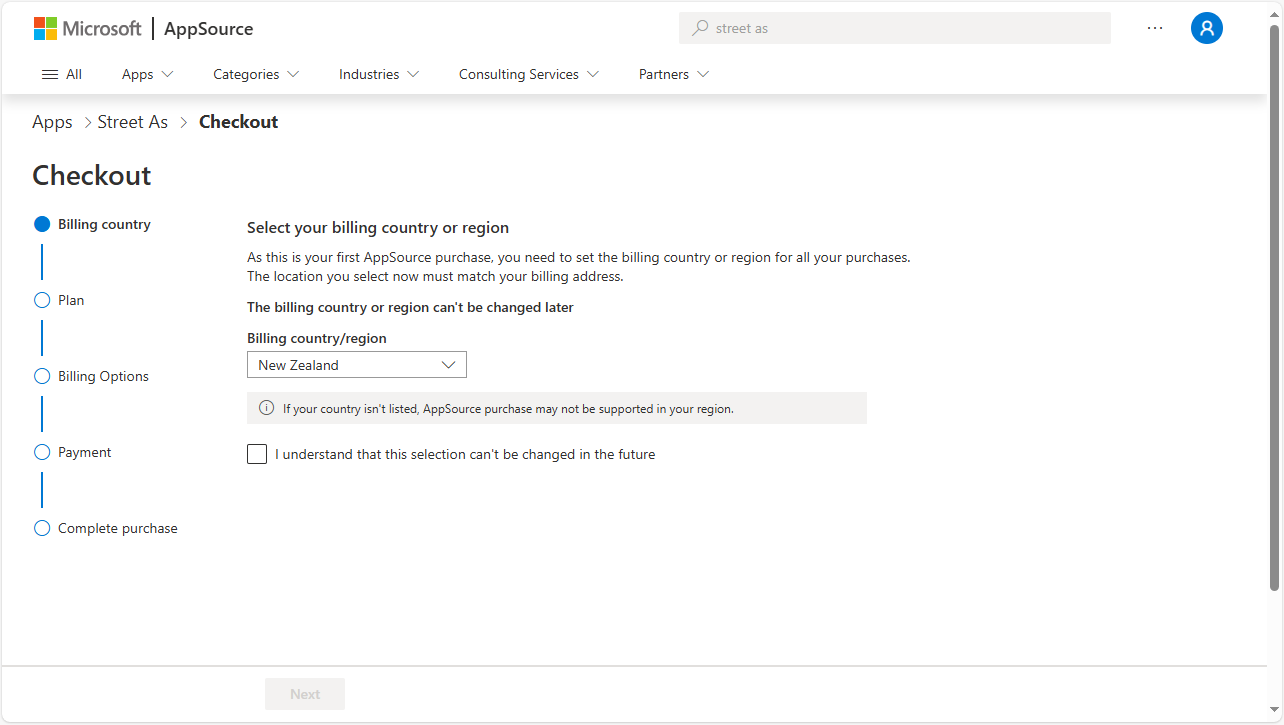 Microsoft | AppSource
street as
All
Apps
Categories
Industries
Consulting Services
Partners
Apps > Street As > Checkout
Checkout
Billing country
Plan
Billing Options
Payment
Complete purchase
Select your billing country or region
As this is your first AppSource purchase, you need to set the billing country or region for all your purchases.
The location you select now must match your billing address.
The billing country or region can't be changed later
Billing country/region
New Zealand
If your country isn't listed, AppSource purchase may not be supported in your region.
I understand that this selection can't be changed in the future
Next